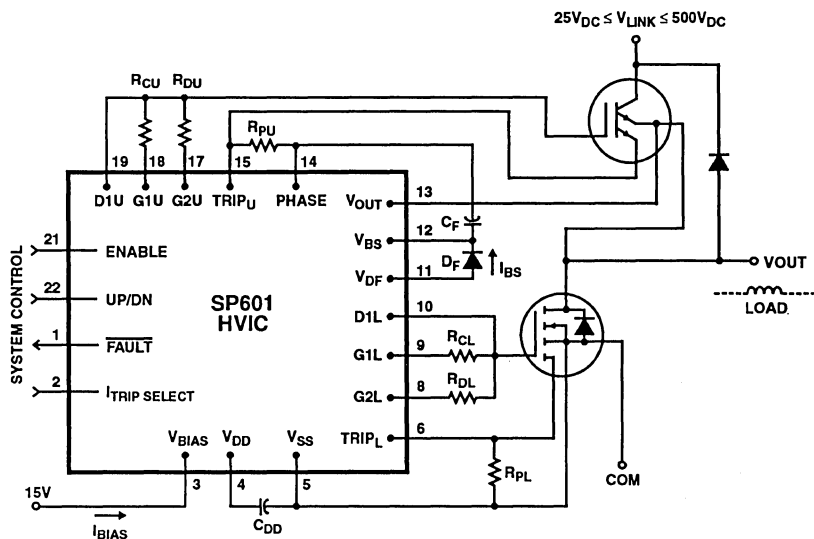 25VDC ≤ VLINK ≤ 500VDC
RCU RDU
RPU
19 18 17 15 14
D1U G1U G2U TRIPU PHASE
VOUT 13
CF
VBS 12
DF
IBS
VDF 11
D1L 10
G1L 9
RCL
G2L 8
RDL
TRIPL 6
RPL
SYSTEM CONTROL
21 ENABLE
22 UP/DN
1 FAULT
2 ITRIP SELECT
SP601
HVIC
VBIAS VDD VSS
3 4 5
15V
IBIAS
CDD
VOUT
LOAD
COM